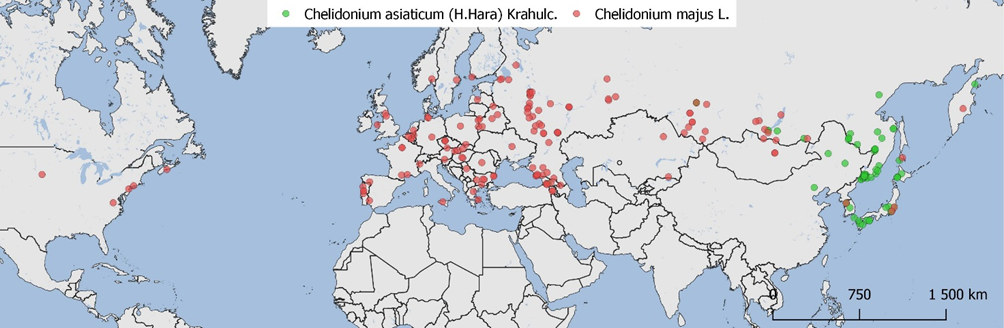 Chelidonium asiaticum (H.Hara) Krahulc. Chelidonium majus L.
0 750 1 500 km